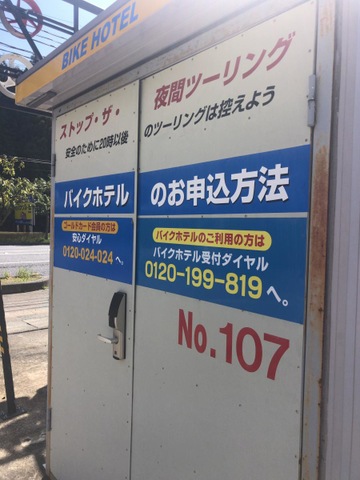 BIKE HOTEL
ストップ・ザ・夜間ツーリング
安全のために20時以後のツーリングは控えよう
バイクホテルのお申込方法
ゴールドカード会員の方は
安心ダイヤル
0120-024-024へ。
バイクホテルのご利用の方は
バイクホテル受付ダイヤル
0120-199-819へ。
No.107